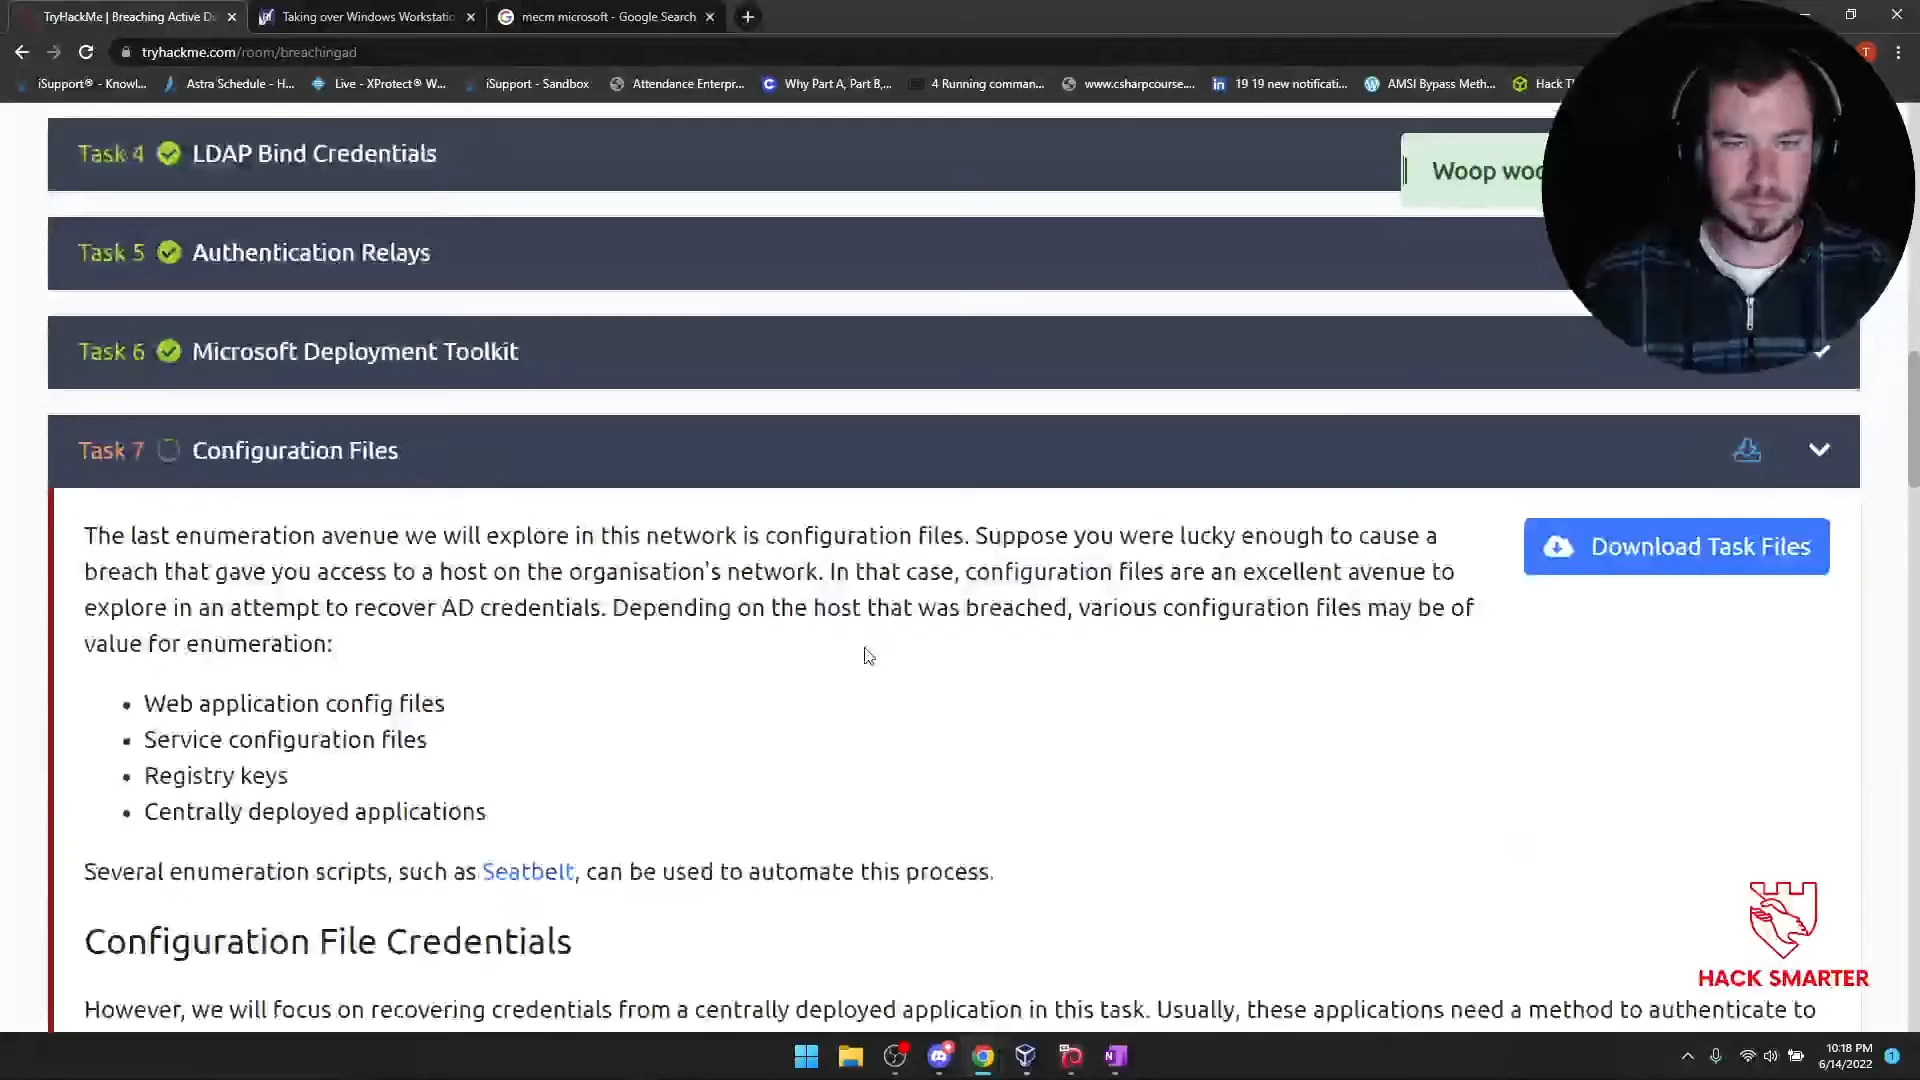 TryHackMe | Breaching Active D
Taking over Windows Workstatic
mecm microsoft - Google Search
tryhackme.com/room/breachingad
T
iSupport® - Knowl...
Astra Schedule - H...
Live - XProtect® W...
iSupport - Sandbox
Attendance Enterpr...
Why Part A, Part B,...
4 Running comman...
www.csharpcourse....
19 19 new notificati...
AMSI Bypass Meth...
Hack T
Task 4 LDAP Bind Credentials
Woop woo
Task 5 Authentication Relays
Task 6 Microsoft Deployment Toolkit
Task 7 Configuration Files
The last enumeration avenue we will explore in this network is configuration files. Suppose you were lucky enough to cause a
breach that gave you access to a host on the organisation's network. In that case, configuration files are an excellent avenue to
explore in an attempt to recover AD credentials. Depending on the host that was breached, various configuration files may be of
value for enumeration:
Download Task Files
• Web application config files
• Service configuration files
• Registry keys
• Centrally deployed applications
Several enumeration scripts, such as Seatbelt, can be used to automate this process.
Configuration File Credentials
HACK SMARTER
However, we will focus on recovering credentials from a centrally deployed application in this task. Usually, these applications need a method to authenticate to
10:18 PM
6/14/2022
1